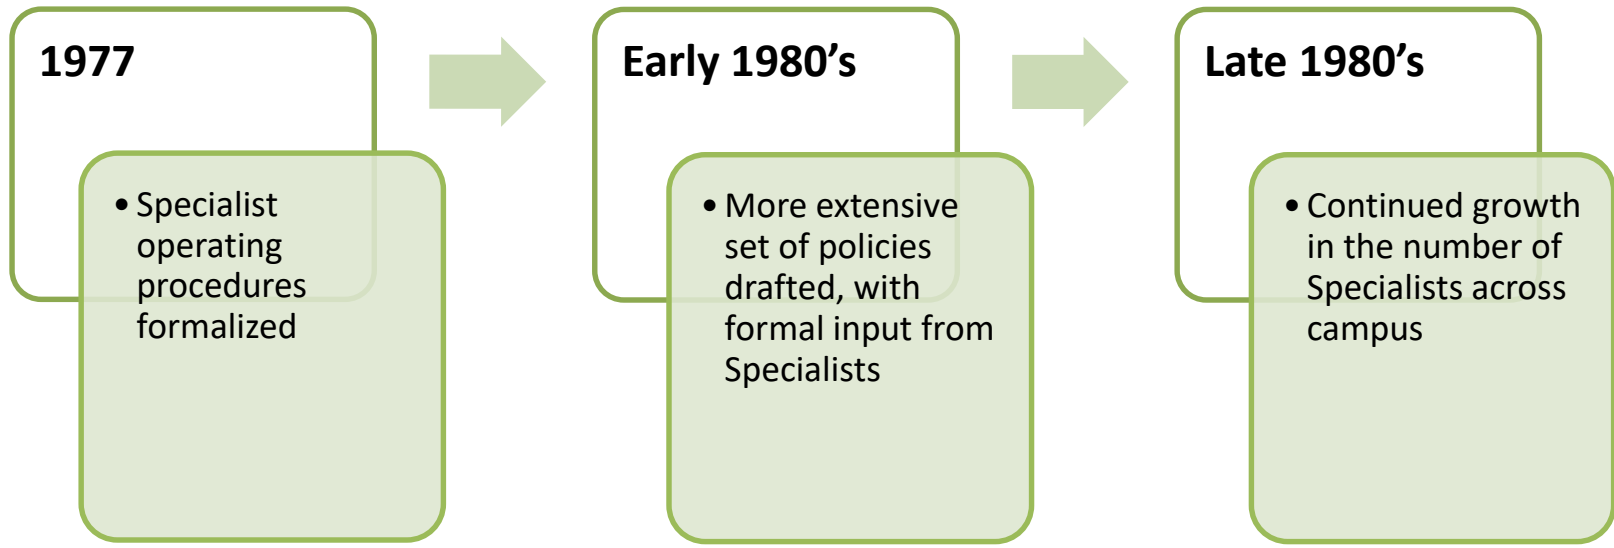 1977
• Specialist
operating
procedures
formalized
Early 1980’s
• More extensive
set of policies
drafted, with
formal input from
Specialists
Late 1980’s
• Continued growth
in the number of
Specialists across
campus